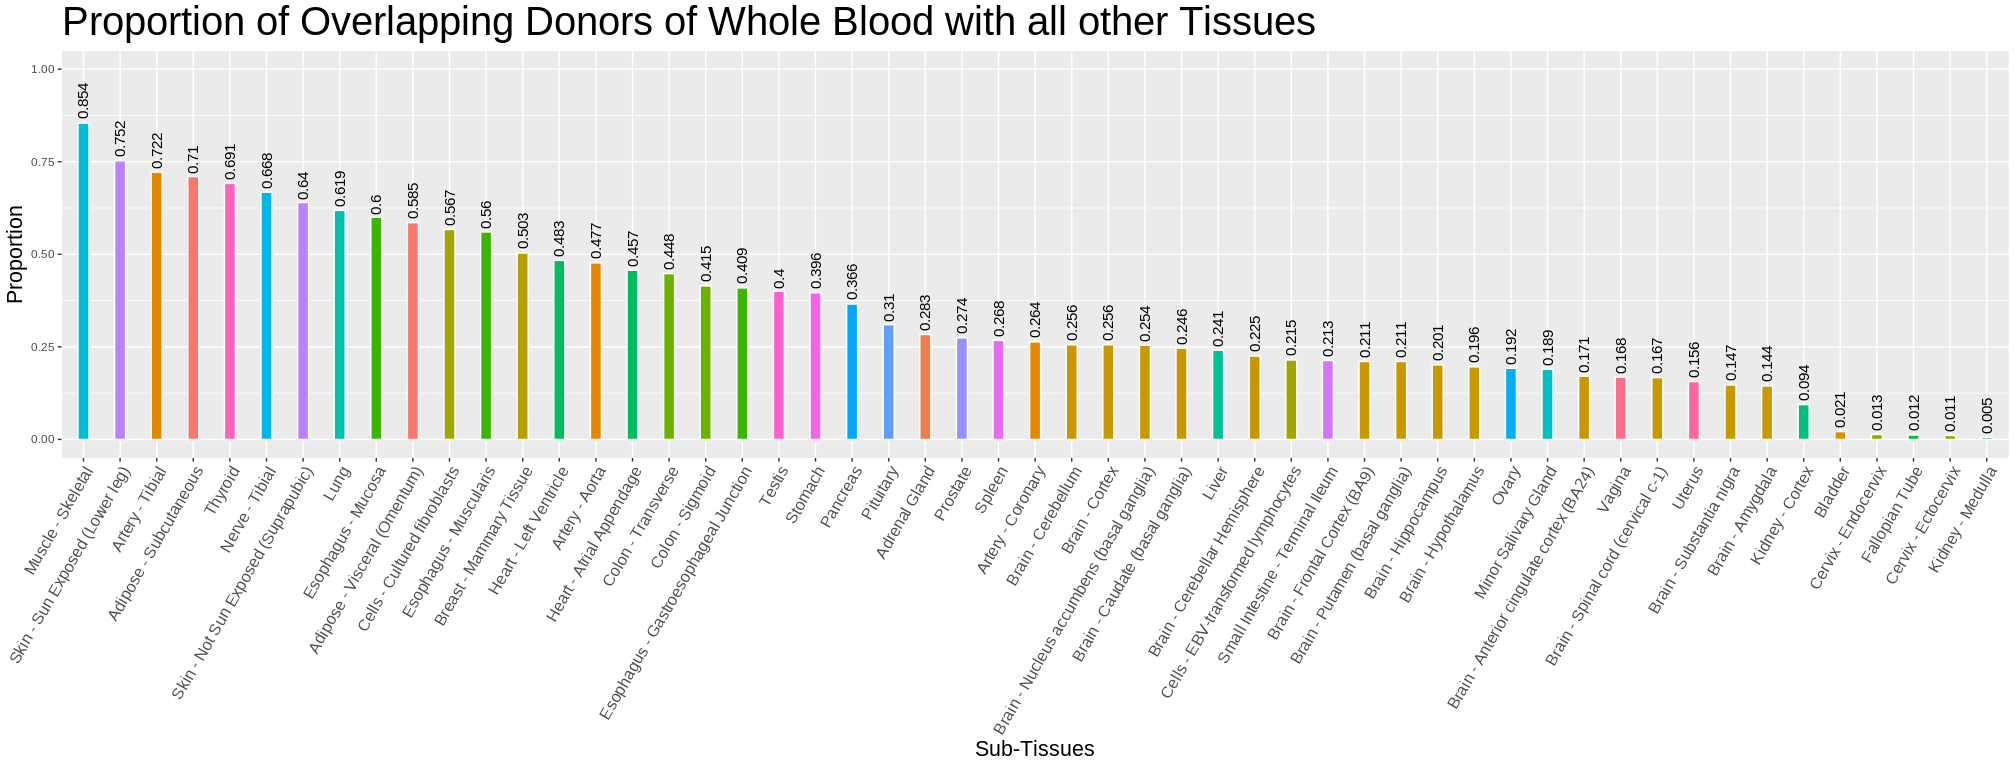 Proportion of Overlapping Donors of Whole Blood with all other Tissues
Proportion
1.00
0.75
0.50
0.25
0.00
0.854
0.752
0.722
0.71
0.691
0.668
0.64
0.619
0.6
0.585
0.567
0.56
0.503
0.483
0.477
0.457
0.448
0.415
0.409
0.4
0.396
0.366
0.31
0.283
0.274
0.268
0.264
0.256
0.256
0.254
0.246
0.241
0.225
0.215
0.213
0.211
0.211
0.201
0.196
0.192
0.189
0.171
0.168
0.167
0.156
0.147
0.144
0.094
0.021
0.013
0.012
0.011
0.005
Muscle - Skeletal
Skin - Sun Exposed (Lower leg)
Artery - Tibial
Adipose - Subcutaneous
Thyroid
Nerve - Tibial
Skin - Not Sun Exposed (Suprapubic)
Lung
Esophagus - Mucosa
Adipose - Visceral (Omentum)
Cells - Cultured fibroblasts
Esophagus - Muscularis
Breast - Mammary Tissue
Heart - Left Ventricle
Artery - Aorta
Heart - Atrial Appendage
Colon - Transverse
Colon - Sigmoid
Esophagus - Gastroesophageal Junction
Testis
Stomach
Pancreas
Pituitary
Adrenal Gland
Prostate
Spleen
Artery - Coronary
Brain - Cerebellum
Brain - Cortex
Brain - Nucleus accumbens (basal ganglia)
Brain - Caudate (basal ganglia)
Liver
Brain - Cerebellar Hemisphere
Cells - EBV-transformed lymphocytes
Small Intestine - Terminal Ileum
Brain - Frontal Cortex (BA9)
Brain - Putamen (basal ganglia)
Brain - Hippocampus
Brain - Hypothalamus
Ovary
Minor Salivary Gland
Brain - Anterior cingulate cortex (BA24)
Vagina
Brain - Spinal cord (cervical c-1)
Uterus
Brain - Substantia nigra
Brain - Amygdala
Kidney - Cortex
Bladder
Cervix - Endocervix
Fallopian Tube
Cervix - Ectocervix
Kidney - Medulla
Sub-Tissues